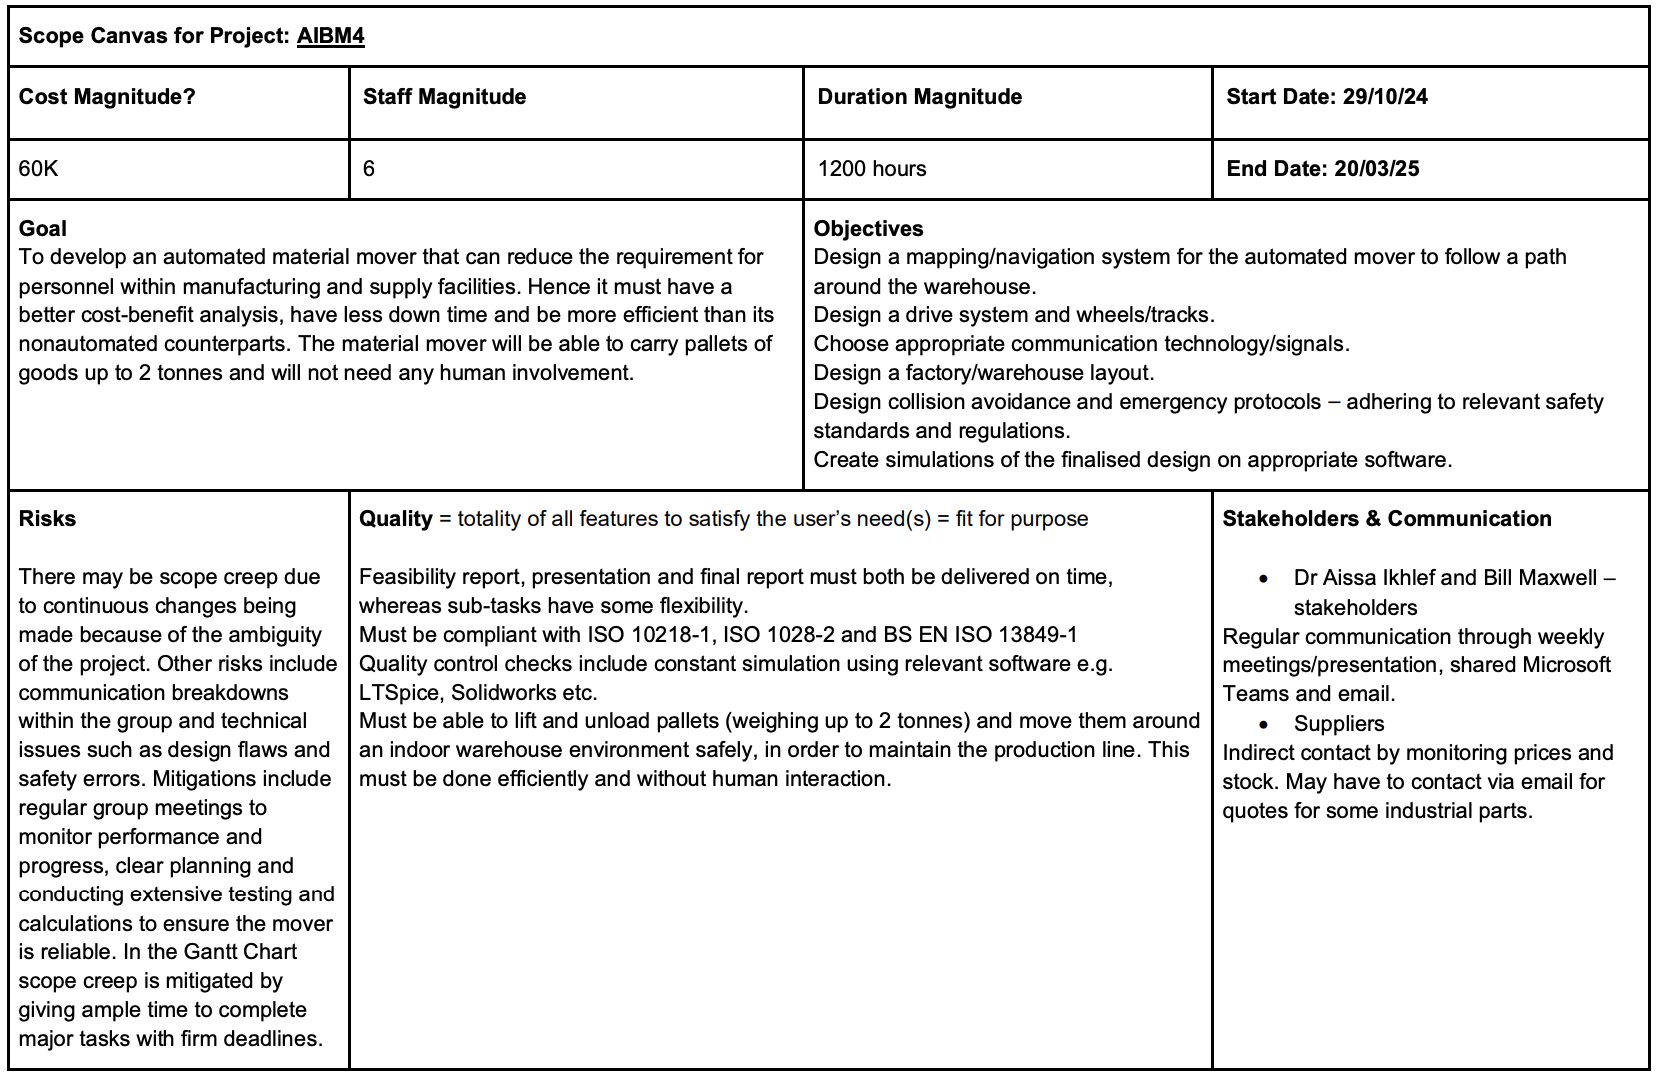 Scope Canvas for Project: AIBM4
Cost Magnitude?
Staff Magnitude
Duration Magnitude
Start Date: 29/10/24
60K
6
1200 hours
End Date: 20/03/25
Goal
To develop an automated material mover that can reduce the requirement for
personnel within manufacturing and supply facilities. Hence it must have a
better cost-benefit analysis, have less down time and be more efficient than its
nonautomated counterparts. The material mover will be able to carry pallets of
goods up to 2 tonnes and will not need any human involvement.
Objectives
Design a mapping/navigation system for the automated mover to follow a path
around the warehouse.
Design a drive system and wheels/tracks.
Choose appropriate communication technology/signals.
Design a factory/warehouse layout.
Design collision avoidance and emergency protocols – adhering to relevant safety
standards and regulations.
Create simulations of the finalised design on appropriate software.
Risks
There may be scope creep due
to continuous changes being
made because of the ambiguity
of the project. Other risks include
communication breakdowns
within the group and technical
issues such as design flaws and
safety errors. Mitigations include
regular group meetings to
monitor performance and
progress, clear planning and
conducting extensive testing and
calculations to ensure the mover
is reliable. In the Gantt Chart
scope creep is mitigated by
giving ample time to complete
major tasks with firm deadlines.
Quality = totality of all features to satisfy the user’s need(s) = fit for purpose
Feasibility report, presentation and final report must both be delivered on time,
whereas sub-tasks have some flexibility.
Must be compliant with ISO 10218-1, ISO 1028-2 and BS EN ISO 13849-1
Quality control checks include constant simulation using relevant software e.g.
LTSpice, Solidworks etc.
Must be able to lift and unload pallets (weighing up to 2 tonnes) and move them around
an indoor warehouse environment safely, in order to maintain the production line. This
must be done efficiently and without human interaction.
Stakeholders & Communication
• Dr Aissa Ikhlef and Bill Maxwell –
stakeholders
Regular communication through weekly
meetings/presentation, shared Microsoft
Teams and email.
• Suppliers
Indirect contact by monitoring prices and
stock. May have to contact via email for
quotes for some industrial parts.